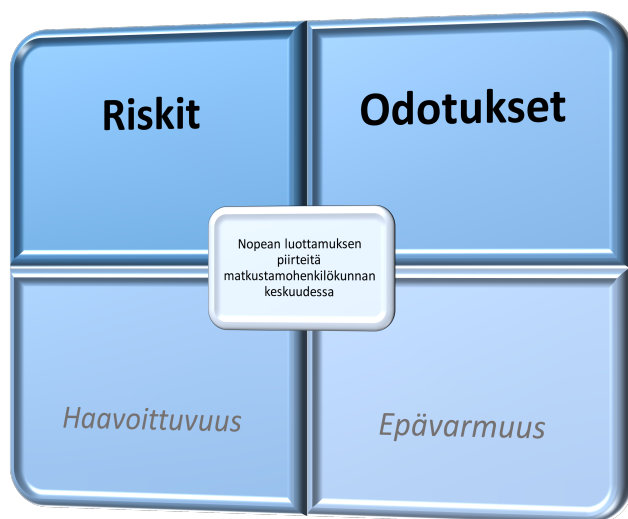 Riskit
Odotukset
Nopean luottamuksen
piirteitä
matkustamohenkilökunnan
keskuudessa
Haavoittuvuus
Epävarmuus